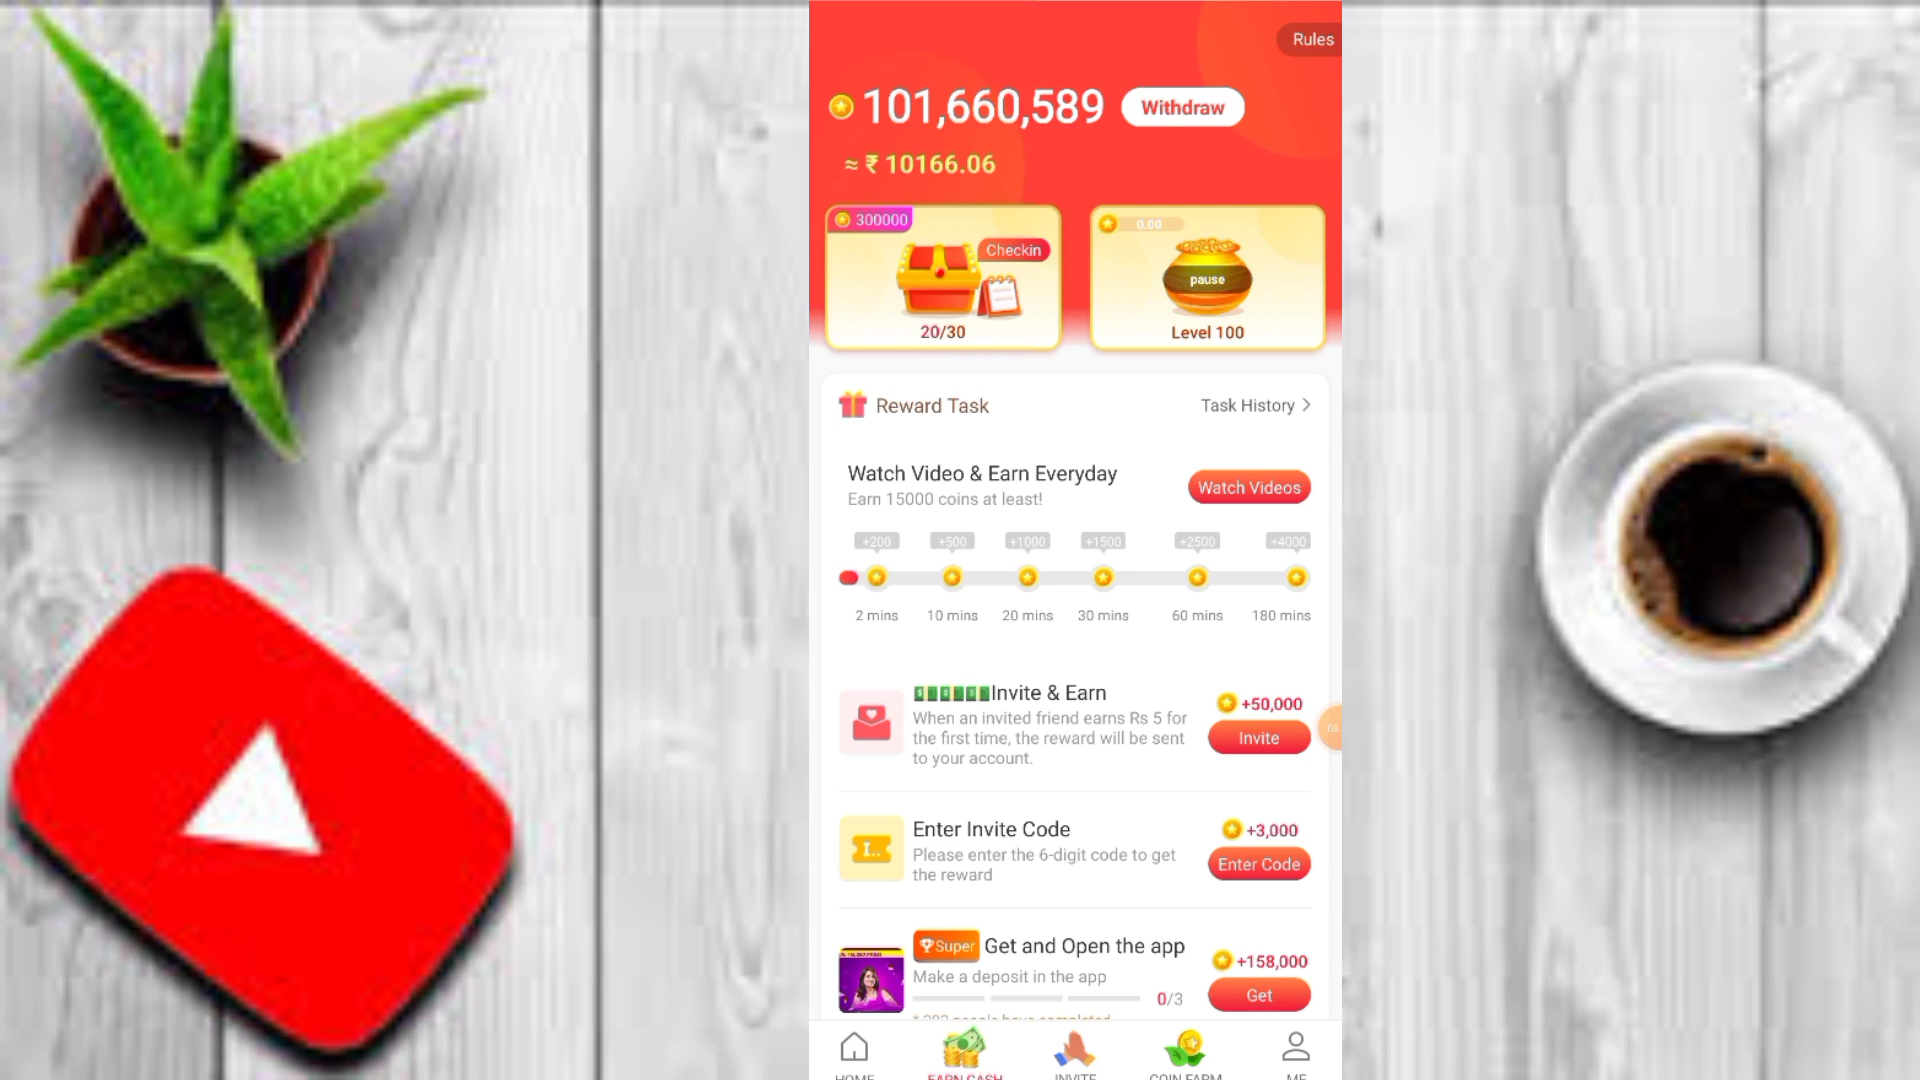 Rules
101,660,589 Withdraw
≈ ₹ 10166.06
300000
Checkin
20/30
0.00
pause
Level 100
Reward Task
Task History >
Watch Video & Earn Everyday
Earn 15000 coins at least!
Watch Videos
+200 +500 +1000 +1500 +2500 +4000
2 mins 10 mins 20 mins 30 mins 60 mins 180 mins
Invite & Earn
When an invited friend earns Rs 5 for
the first time, the reward will be sent
to your account.
+50,000
Invite
Enter Invite Code
Please enter the 6-digit code to get
the reward
+3,000
Enter Code
Super Get and Open the app
Make a deposit in the app
0/3
+158,000
Get
HOME EARN CASH INVITE COIN FARM ME